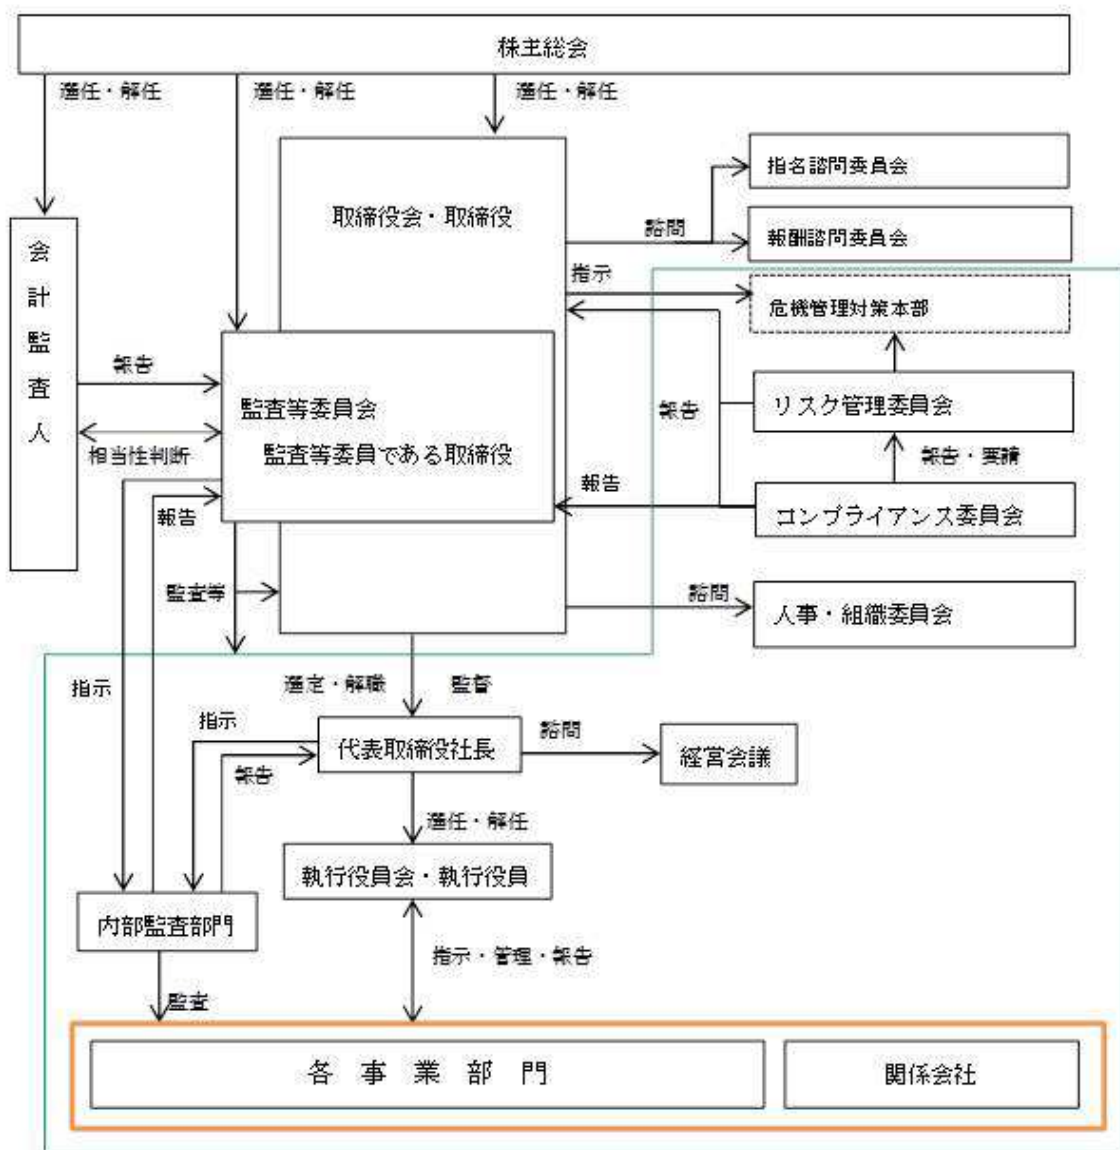 株主総会
選任・解任
選任・解任
選任・解任
指名諮問委員会
取締役会・取締役
諮問
報酬諮問委員会
会計監査人
指示
危機管理対策本部
報告
監査等委員会
監査等委員である取締役
報告
リスク管理委員会
相当性判断
報告・要請
報告
報告
コンプライアンス委員会
監査等
諮問
人事・組織委員会
指示
選定・解職
監督
指示
代表取締役社長
諮問
経営会議
報告
選任・解任
執行役員会・執行役員
内部監査部門
指示・管理・報告
監査
各事業部門
関係会社